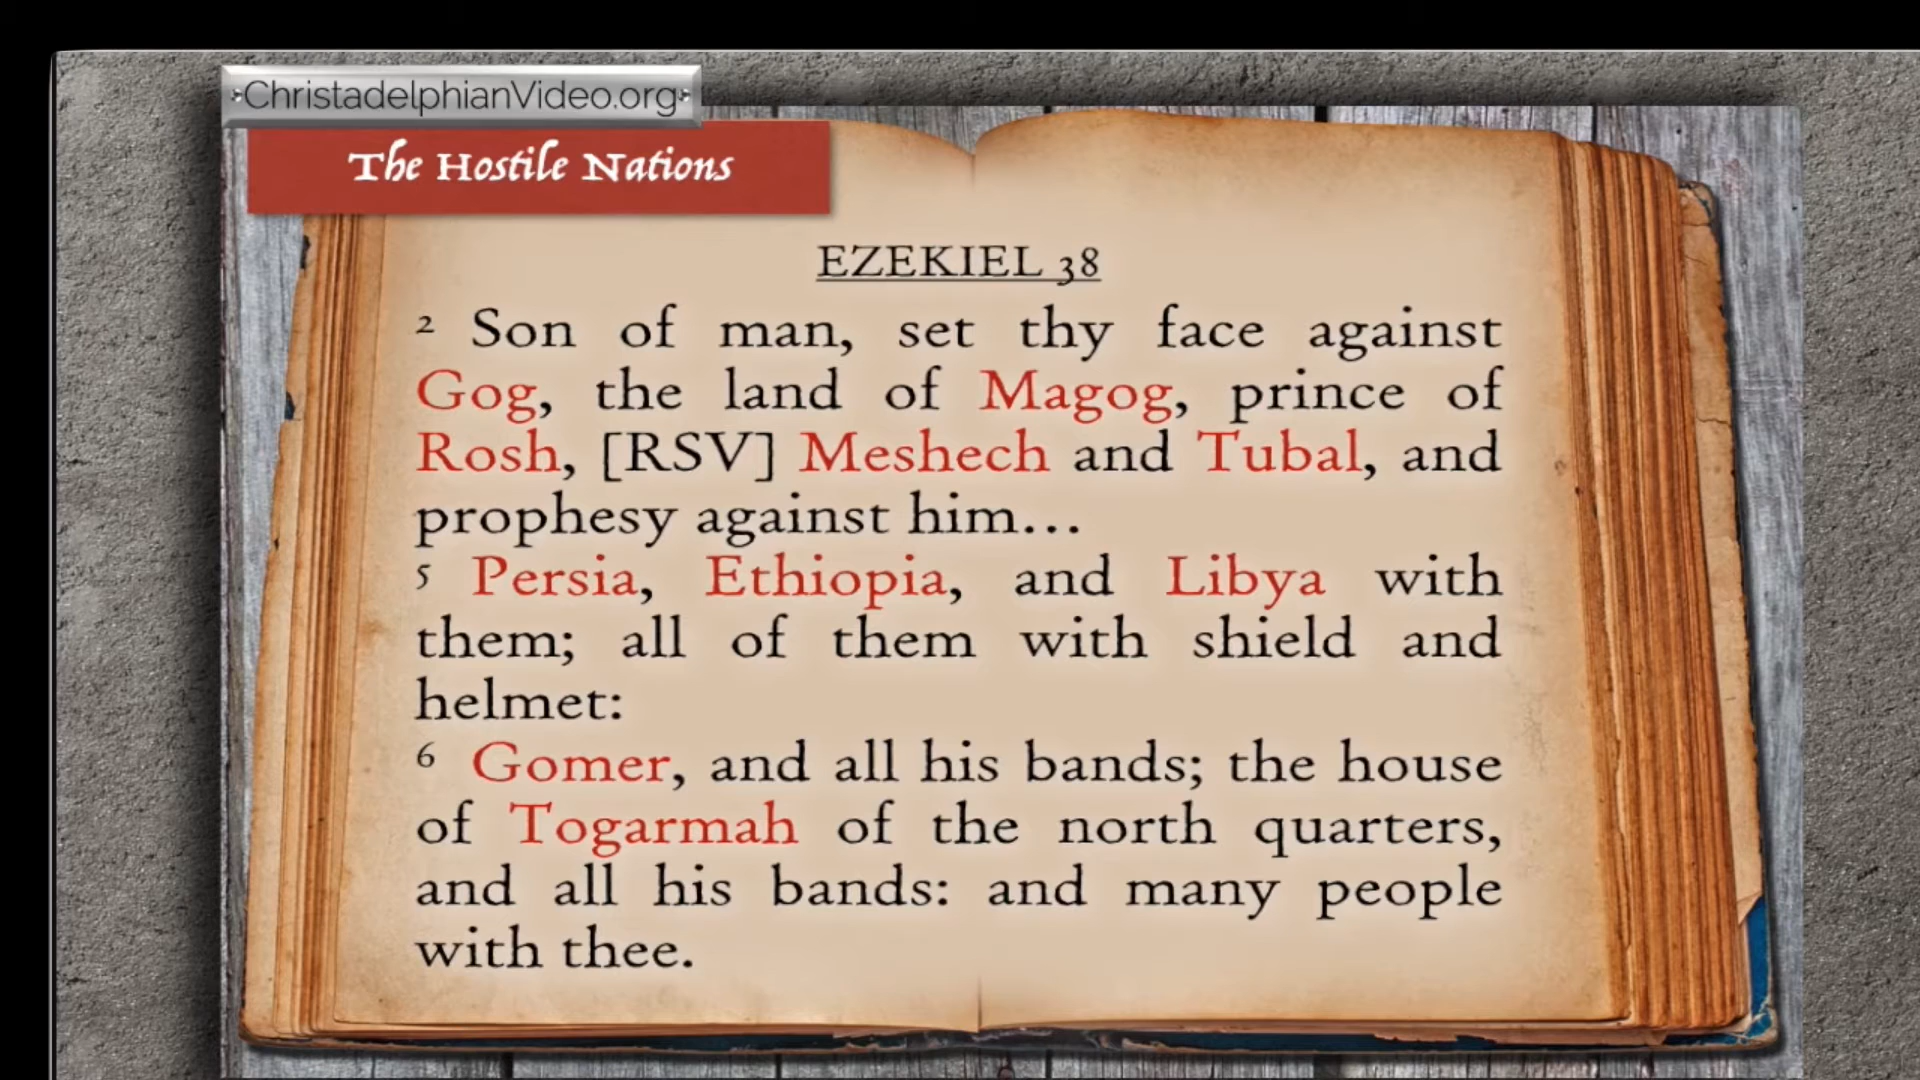 ChristadelphianVideo.org
The Hostile Nations
EZEKIEL 38
2 Son of man, set thy face against
Gog, the land of Magog, prince of
Rosh, [RSV] Meshech and Tubal, and
prophesy against him...
5 Persia, Ethiopia, and Libya with
them; all of them with shield and
helmet:
6 Gomer, and all his bands; the house
of Togarmah of the north quarters,
and all his bands: and many people
with thee.